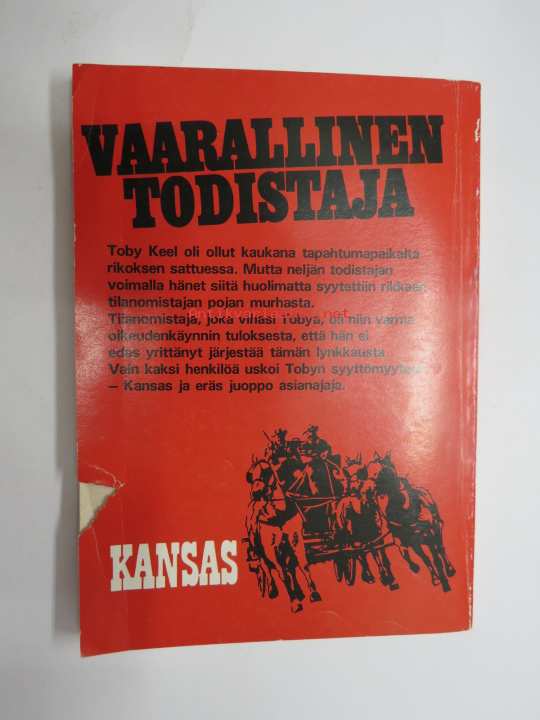 VAARALLINEN
TODISTAJA
Toby Keel oli ollut kaukana tapahtumapaikalta
rikoksen sattuessa. Mutta neljän todistajan
voimalla hänet siitä huolimatta syytettiin rikkaan
tilanomistajan pojan murhasta.
Tilanomistaja, joka vihasi Tobya, oli niin varma
oikeudenkäynnin tuloksesta, että hän ei
edes yrittänyt järjestää tämän lynkkausta.
Vain kaksi henkilöä uskoi Tobyn
— Kansas ja eräs juoppo asianajaja.
KANSAS